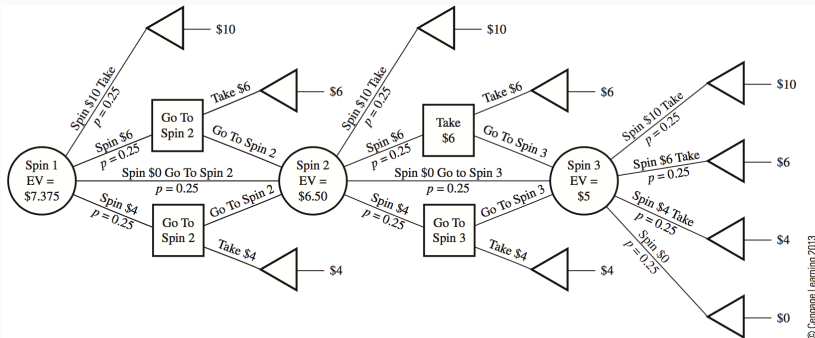 Spin $10 Take
p = 0.25
$10
Spin 1
EV =
$7.375
Spin $6
p = 0.25
Go To
Spin 2
Take $6
$6
Go To Spin 2
Spin $0 Go To Spin 2
p = 0.25
Spin $4
p = 0.25
Go To
Spin 2
Go To Spin 2
Take $4
$4
Spin 2
EV =
$6.50
Spin $10 Take
p = 0.25
$10
Spin $6
p = 0.25
Take
$6
Take $6
$6
Go To Spin 3
Spin $0 Go to Spin 3
p = 0.25
Spin $4
p = 0.25
Go To
Spin 3
Go To Spin 3
Take $4
$4
Spin 3
EV =
$5
Spin $10 Take
p = 0.25
$10
Spin $6 Take
p = 0.25
$6
Spin $4 Take
p = 0.25
$4
Spin $0
p = 0.25
$0
© Cengage Learning 2013